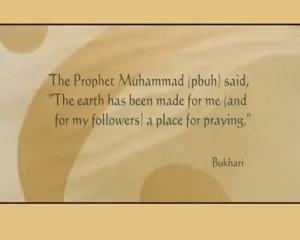 The Prophet Muhammad (pbuh) said,
"The earth has been made for me (and
for my followers) a place for praying."
Bukhari